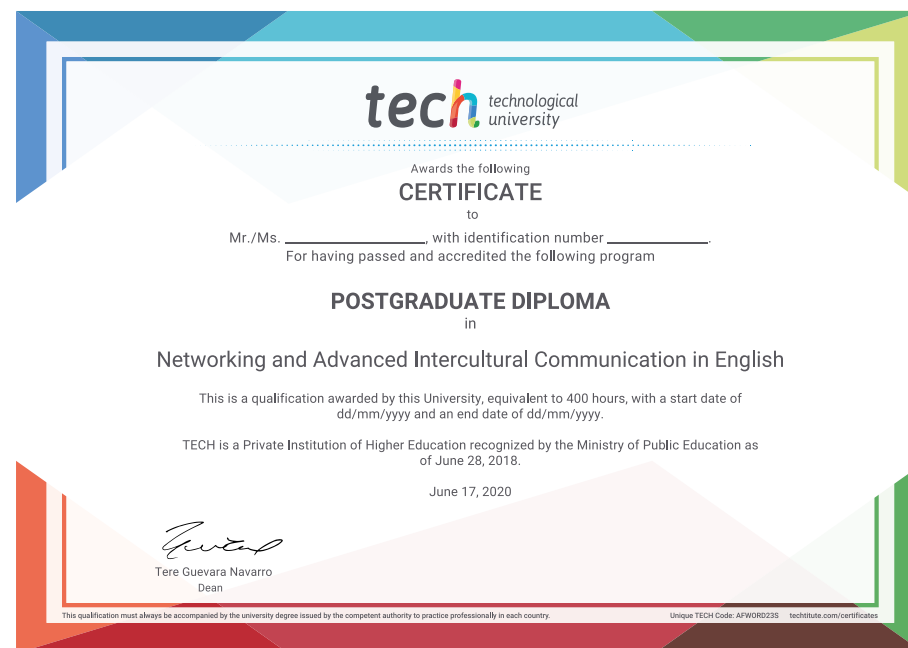 tech technological
university
Awards the following
CERTIFICATE
to
Mr./Ms. ____________, with identification number ____________.
For having passed and accredited the following program
POSTGRADUATE DIPLOMA
in
Networking and Advanced Intercultural Communication in English
This is a qualification awarded by this University, equivalent to 400 hours, with a start date of
dd/mm/yyyy and an end date of dd/mm/yyyy.
TECH is a Private Institution of Higher Education recognized by the Ministry of Public Education as
of June 28, 2018.
June 17, 2020
Tere Guevara Navarro
Dean
This qualification must always be accompanied by the university degree issued by the competent authority to practice professionally in each country. Unique TECH Code: AFWORD23S techtitute.com/certificates